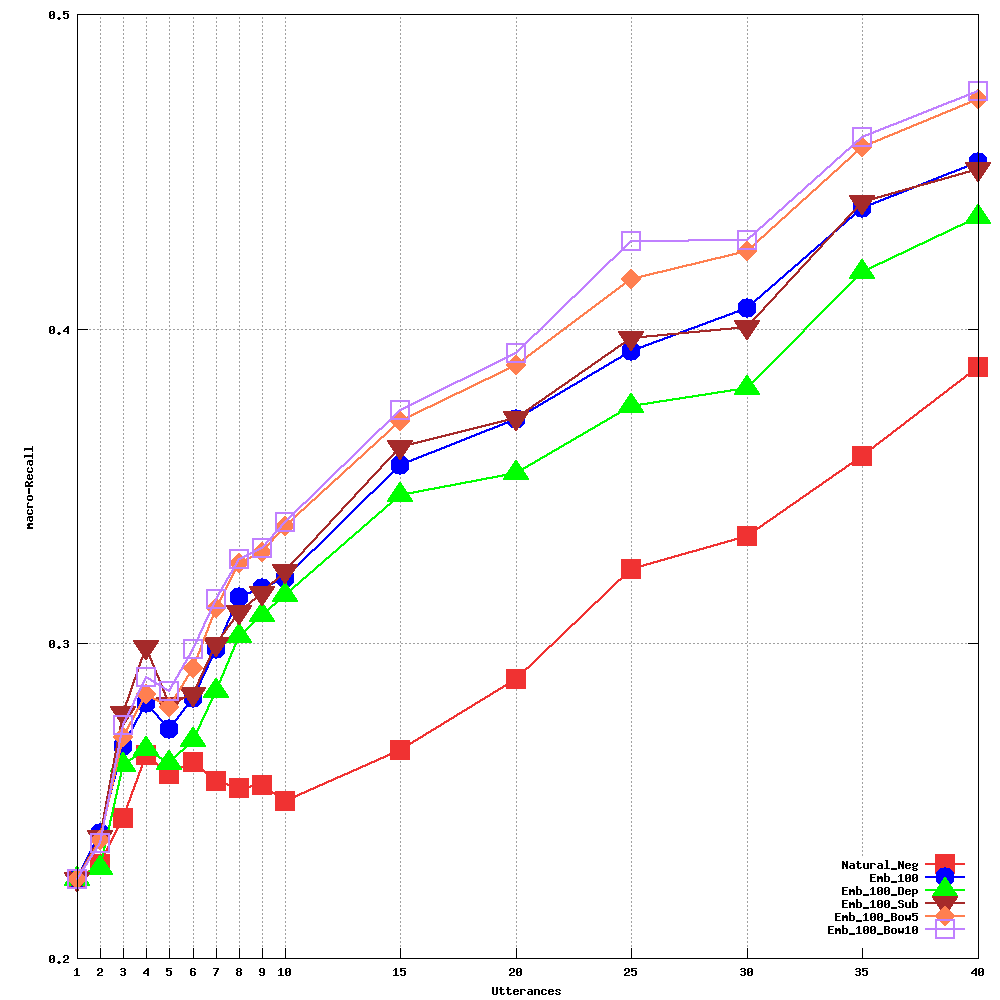 0.5
0.4
macro-Recall
0.3
Natural_Neg
Emb_100
Emb_100_Dep
Emb_100_Sub
Emb_100_Bow5
Emb_100_Bow10
0.2
1 2 3 4 5 6 7 8 9 10 15 20 25 30 35 40
Utterances